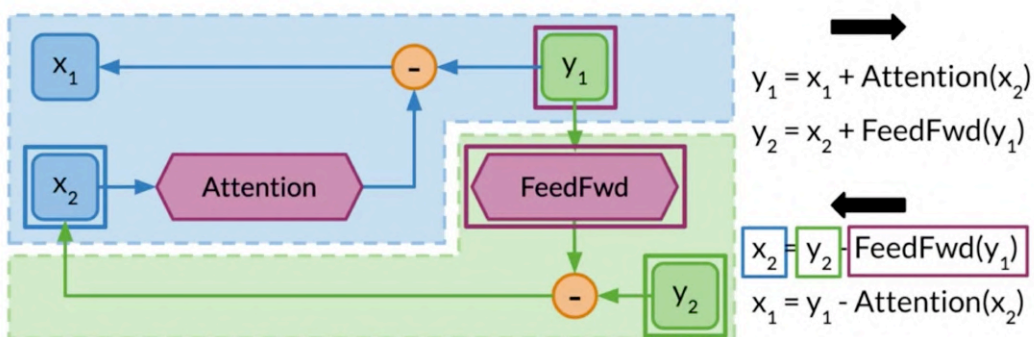 x₁
-
y₁
x₂
Attention
FeedFwd
-
y₂
y₁ = x₁ + Attention(x₂)
y₂ = x₂ + FeedFwd(y₁)
x₂ = y₂ - FeedFwd(y₁)
x₁ = y₁ - Attention(x₂)